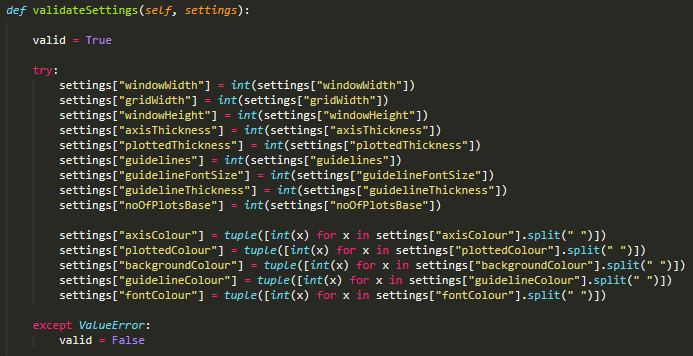 def validateSettings(self, settings):
valid = True
try:
settings["windowWidth"] = int(settings["windowWidth"])
settings["gridWidth"] = int(settings["gridWidth"])
settings["windowHeight"] = int(settings["windowHeight"])
settings["axisThickness"] = int(settings["axisThickness"])
settings["plottedThickness"] = int(settings["plottedThickness"])
settings["guidelines"] = int(settings["guidelines"])
settings["guidelineFontSize"] = int(settings["guidelineFontSize"])
settings["guidelineThickness"] = int(settings["guidelineThickness"])
settings["noOfPlotsBase"] = int(settings["noOfPlotsBase"])
settings["axisColour"] = tuple([int(x) for x in settings["axisColour"].split(" ")])
settings["plottedColour"] = tuple([int(x) for x in settings["plottedColour"].split(" ")])
settings["backgroundColour"] = tuple([int(x) for x in settings["backgroundColour"].split(" ")])
settings["guidelineColour"] = tuple([int(x) for x in settings["guidelineColour"].split(" ")])
settings["fontColour"] = tuple([int(x) for x in settings["fontColour"].split(" ")])
except ValueError:
valid = False